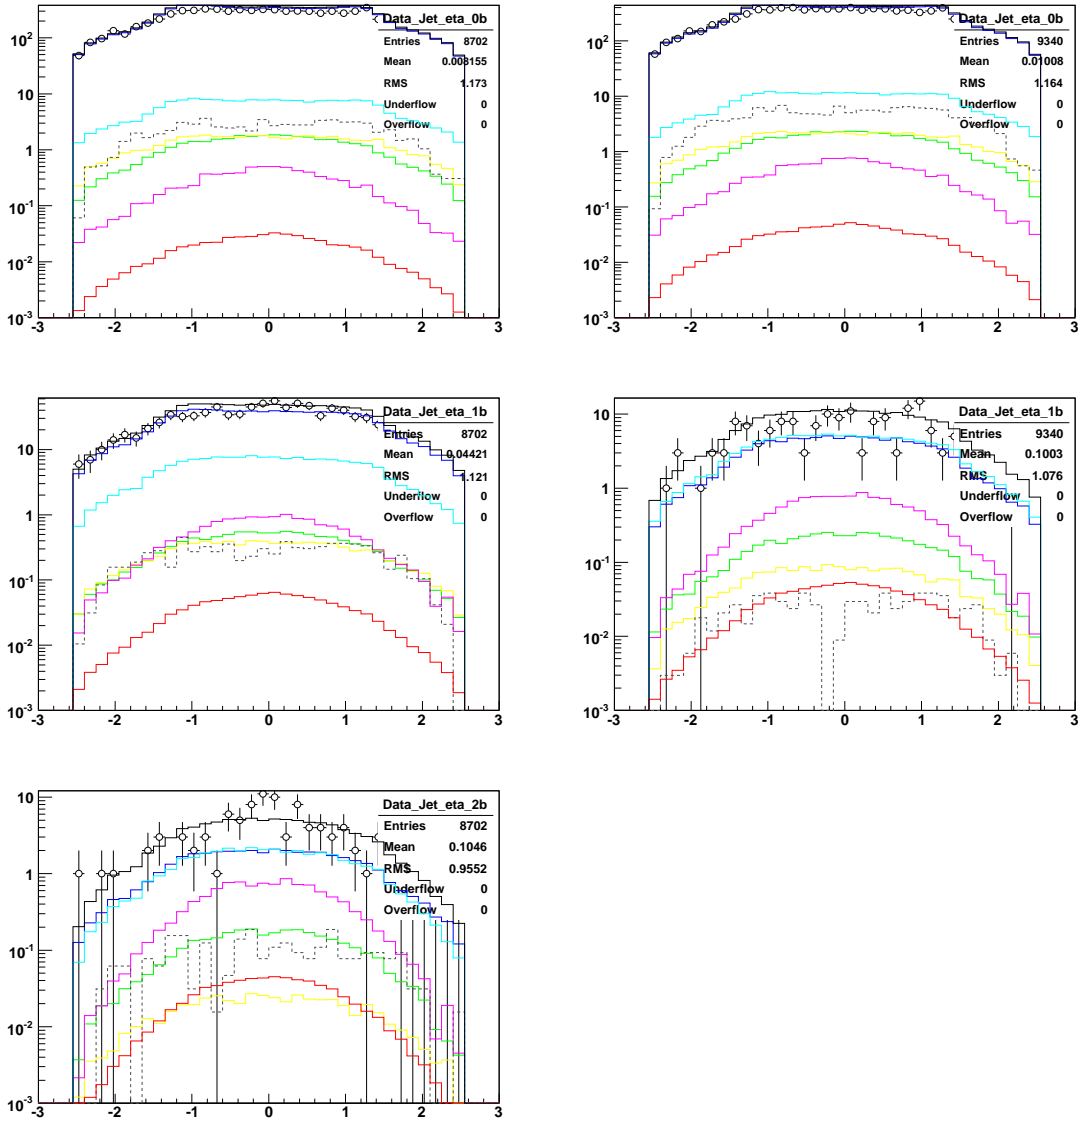 Data_Jet_eta_0b
Entries 8702
Mean 0.008155
RMS 1.173
Underflow 0
Overflow 0
10²
10
1
10⁻¹
10⁻²
10⁻³
-3 -2 -1 0 1 2 3
Data_Jet_eta_0b
Entries 9340
Mean 0.01008
RMS 1.164
Underflow 0
Overflow 0
10²
10
1
10⁻¹
10⁻²
10⁻³
-3 -2 -1 0 1 2 3
Data_Jet_eta_1b
Entries 8702
Mean 0.04421
RMS 1.121
Underflow 0
Overflow 0
10
1
10⁻¹
10⁻²
10⁻³
-3 -2 -1 0 1 2 3
Data_Jet_eta_1b
Entries 9340
Mean 0.1003
RMS 1.076
Underflow 0
Overflow 0
10
1
10⁻¹
10⁻²
10⁻³
-3 -2 -1 0 1 2 3
Data_Jet_eta_2b
Entries 8702
Mean 0.1046
RMS 0.9552
Underflow 0
Overflow 0
10
1
10⁻¹
10⁻²
10⁻³
-3 -2 -1 0 1 2 3